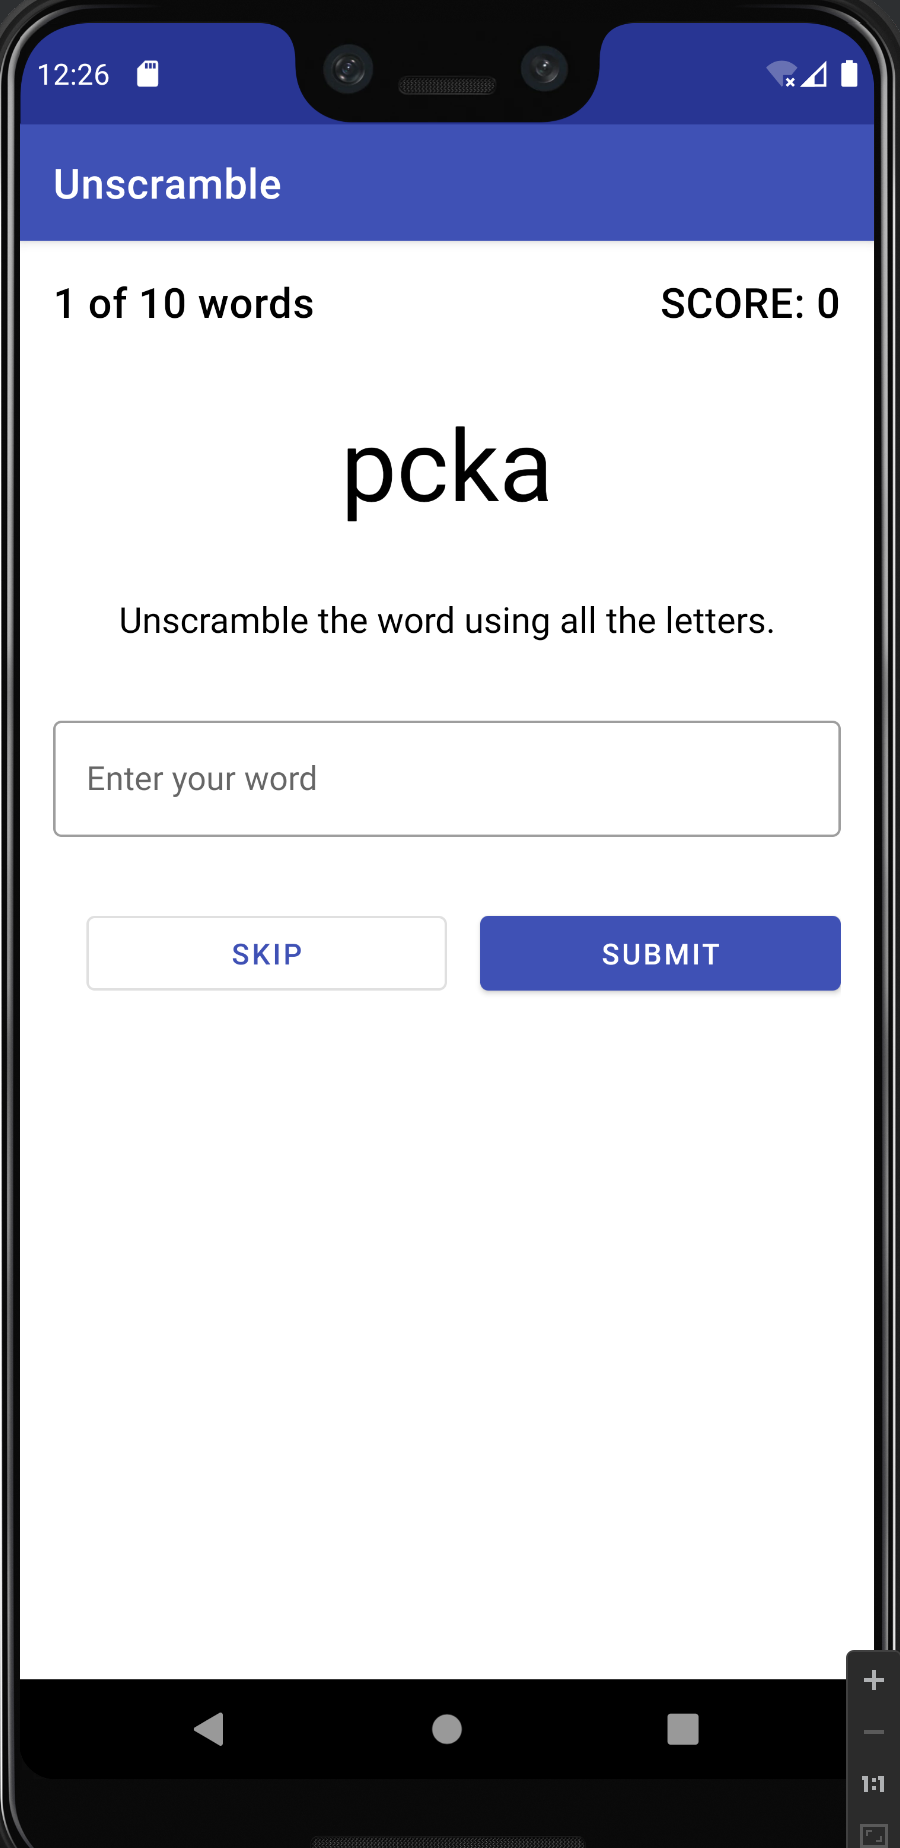 12:26
Unscramble
1 of 10 words SCORE: 0
pcka
Unscramble the word using all the letters.
Enter your word
SKIP SUBMIT
1:1